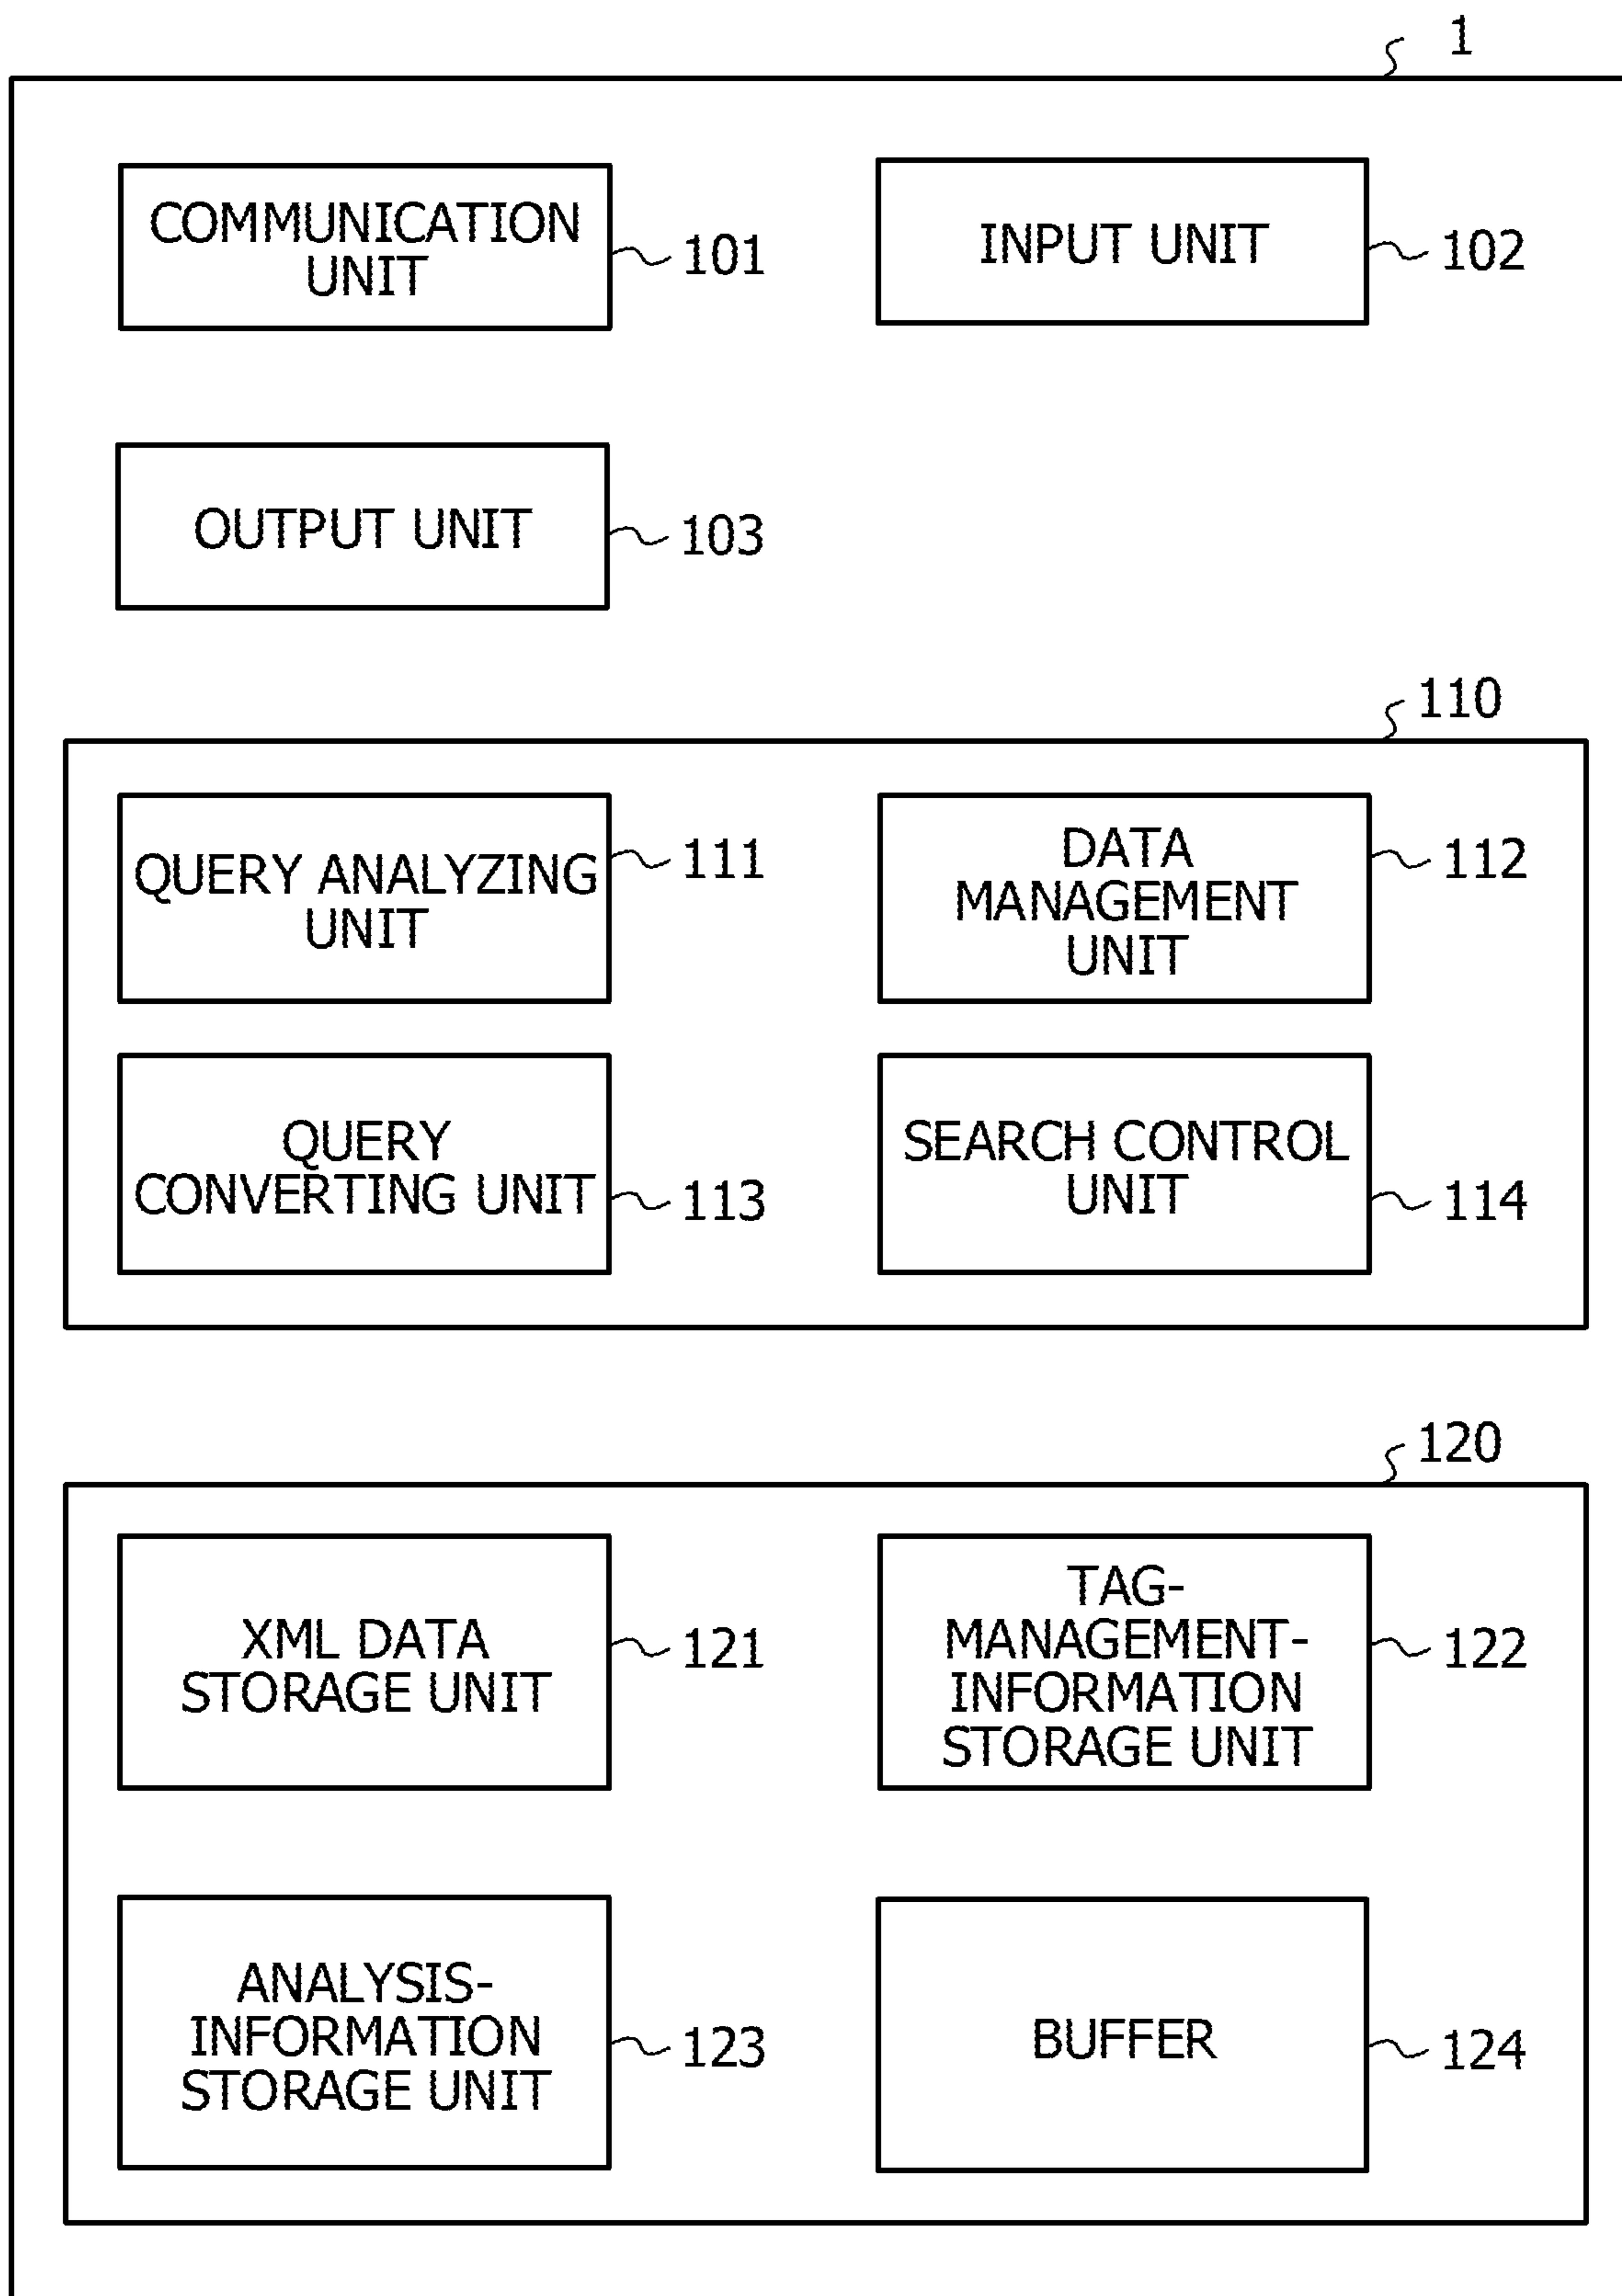 1
COMMUNICATION
UNIT
101
INPUT UNIT
102
OUTPUT UNIT
103
110
QUERY ANALYZING
UNIT
111
DATA
MANAGEMENT
UNIT
112
QUERY
CONVERTING UNIT
113
SEARCH CONTROL
UNIT
114
120
XML DATA
STORAGE UNIT
121
TAG-
MANAGEMENT-
INFORMATION
STORAGE UNIT
122
ANALYSIS-
INFORMATION
STORAGE UNIT
123
BUFFER
124